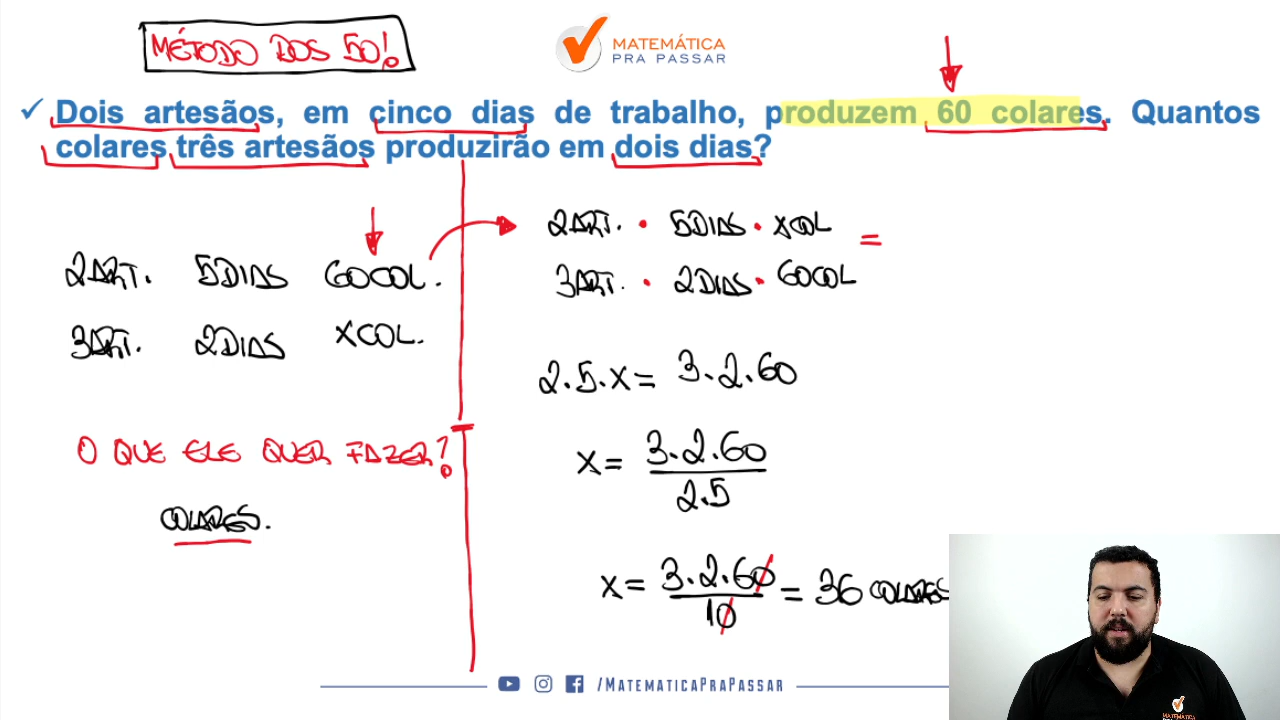 MÉTODO DOS 50!
MATEMÁTICA
PRA PASSAR
✓ Dois artesãos, em cinco dias de trabalho, produzem 60 colares. Quantos
colares três artesãos produzirão em dois dias?
2ART. 5DIAS 60COL.
3ART. 2DIAS XCOL.
O QUE ELE QUER FAZER?
COLARES.
2ART. • 5DIAS • XCOL =
3ART. • 2DIAS • 60COL
2.5.X= 3.2.60
X= 3.2.60
2.5
X= 3.2.60 = 36 COLARES
10
/MATEMATICAPRAPASSAR
MATEMÁTICA
PRA PASSAR